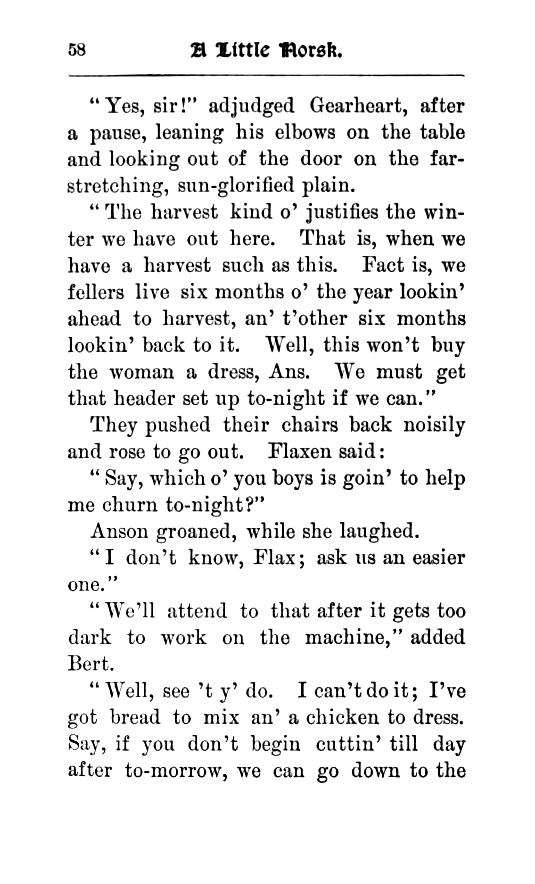 58 A Little Norsk.
“Yes, sir!” adjudged Gearheart, after
a pause, leaning his elbows on the table
and looking out of the door on the far-
stretching, sun-glorified plain.
“The harvest kind o’ justifies the win-
ter we have out here. That is, when we
have a harvest such as this. Fact is, we
fellers live six months o’ the year lookin’
ahead to harvest, an’ t’other six months
lookin’ back to it. Well, this won’t buy
the woman a dress, Ans. We must get
that header set up to-night if we can.”
They pushed their chairs back noisily
and rose to go out. Flaxen said:
“Say, which o’ you boys is goin’ to help
me churn to-night?”
Anson groaned, while she laughed.
“I don’t know, Flax; ask us an easier
one.”
“We’ll attend to that after it gets too
dark to work on the machine,” added
Bert.
“Well, see ’t y’ do. I can’t do it; I’ve
got bread to mix an’ a chicken to dress.
Say, if you don’t begin cuttin’ till day
after to-morrow, we can go down to the